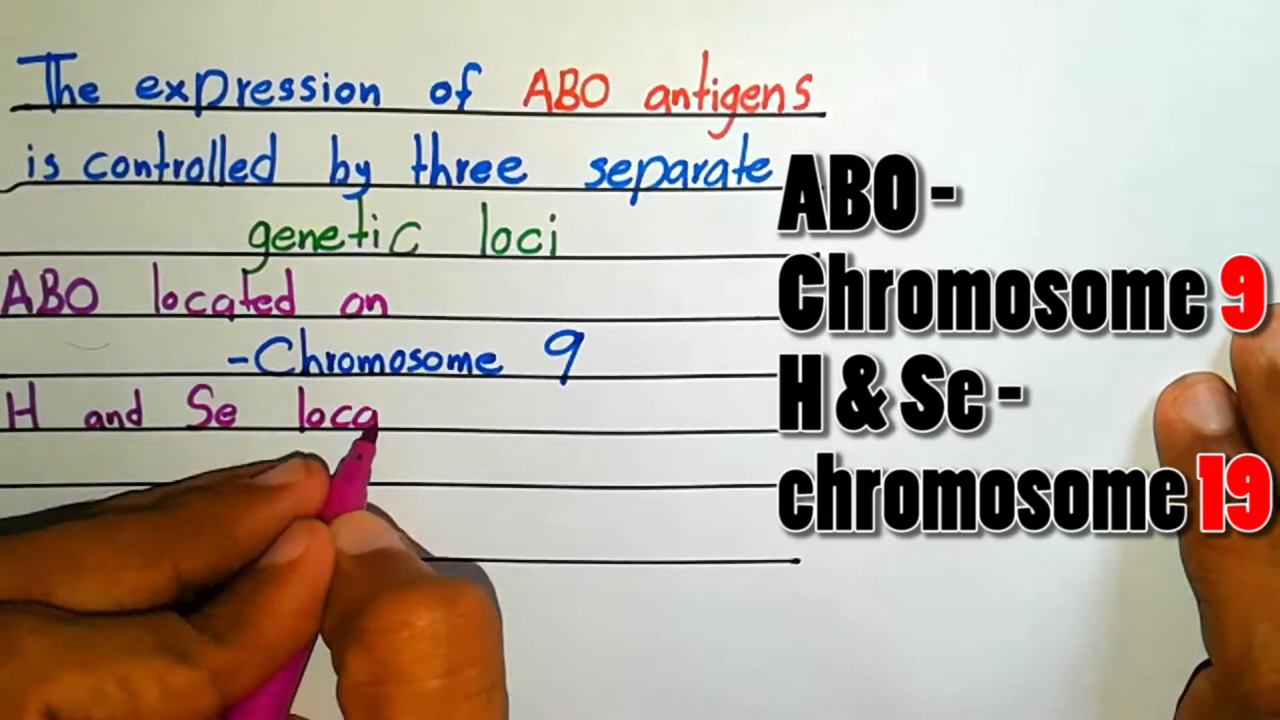 The expression of ABO antigens
is controlled by three separate
genetic loci
ABO located on
-Chromosome 9
H and Se loca
ABO -
Chromosome 9
H & Se -
chromosome 19